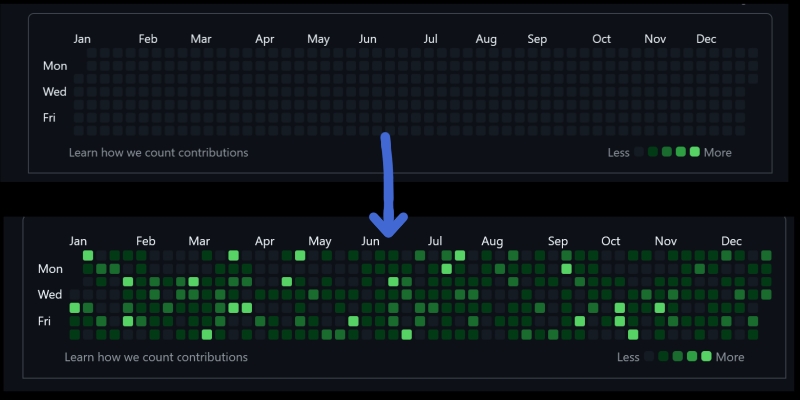 Jan Feb Mar Apr May Jun Jul Aug Sep Oct Nov Dec
Mon
Wed
Fri
Learn how we count contributions Less More
Jan Feb Mar Apr May Jun Jul Aug Sep Oct Nov Dec
Mon
Wed
Fri
Learn how we count contributions Less More